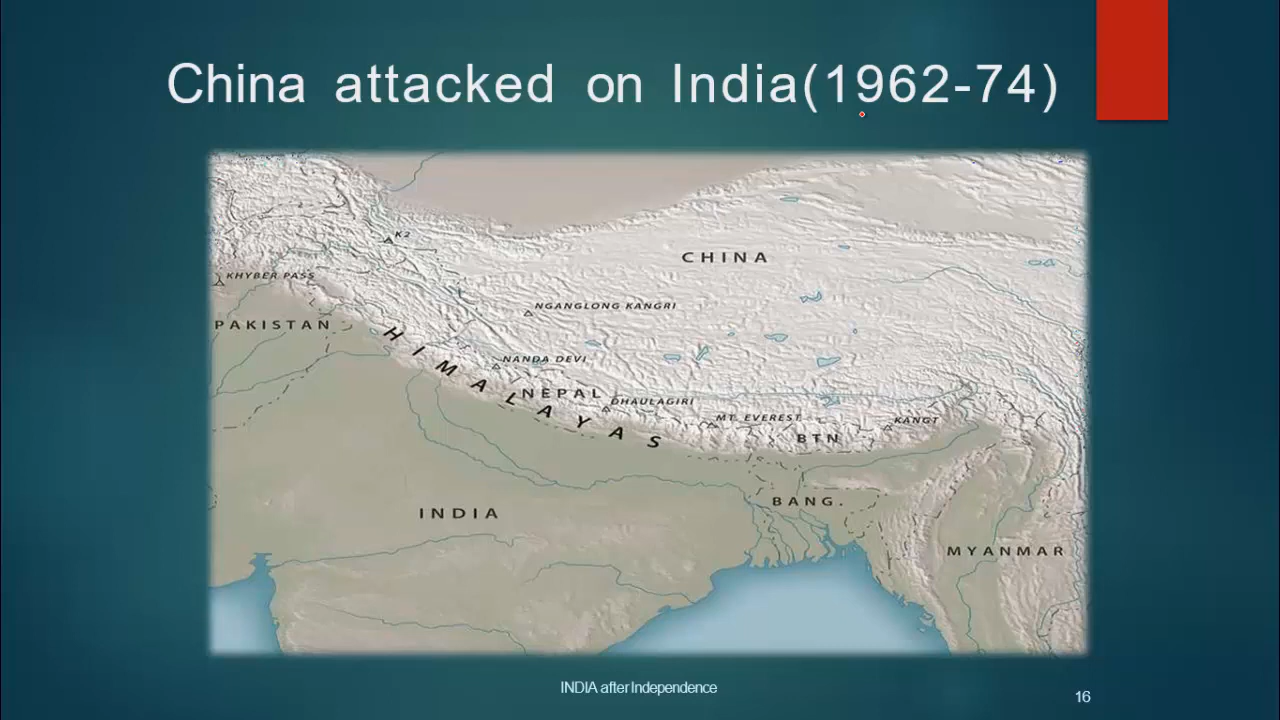 China attacked on India(1962-74)
K2
CHINA
KHYBER PASS
NGANGLONG KANGRI
PAKISTAN
HIMALAYAS
NANDA DEVI
NEPAL
DHAULAGIRI
MT. EVEREST
KANGT
BTN
BANG.
INDIA
MYANMAR
INDIA after Independence
16